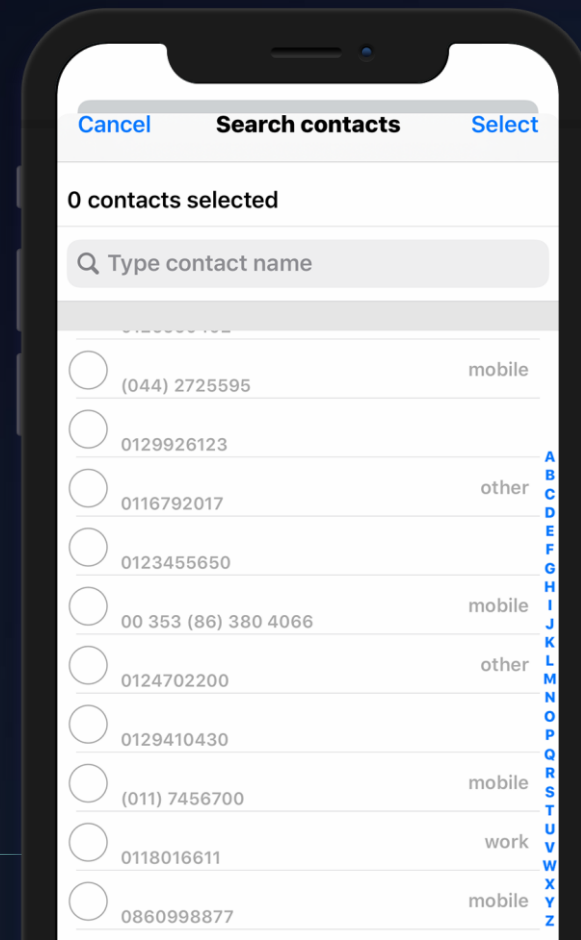 Cancel Search contacts Select
0 contacts selected
Type contact name
mobile
(044) 2725595
0129926123
other
0116792017
0123455650
mobile
00 353 (86) 380 4066
other
0124702200
0129410430
mobile
(011) 7456700
work
0118016611
mobile
0860998877
A
B
C
D
E
F
G
H
I
J
K
L
M
N
O
P
Q
R
S
T
U
V
W
X
Y
Z